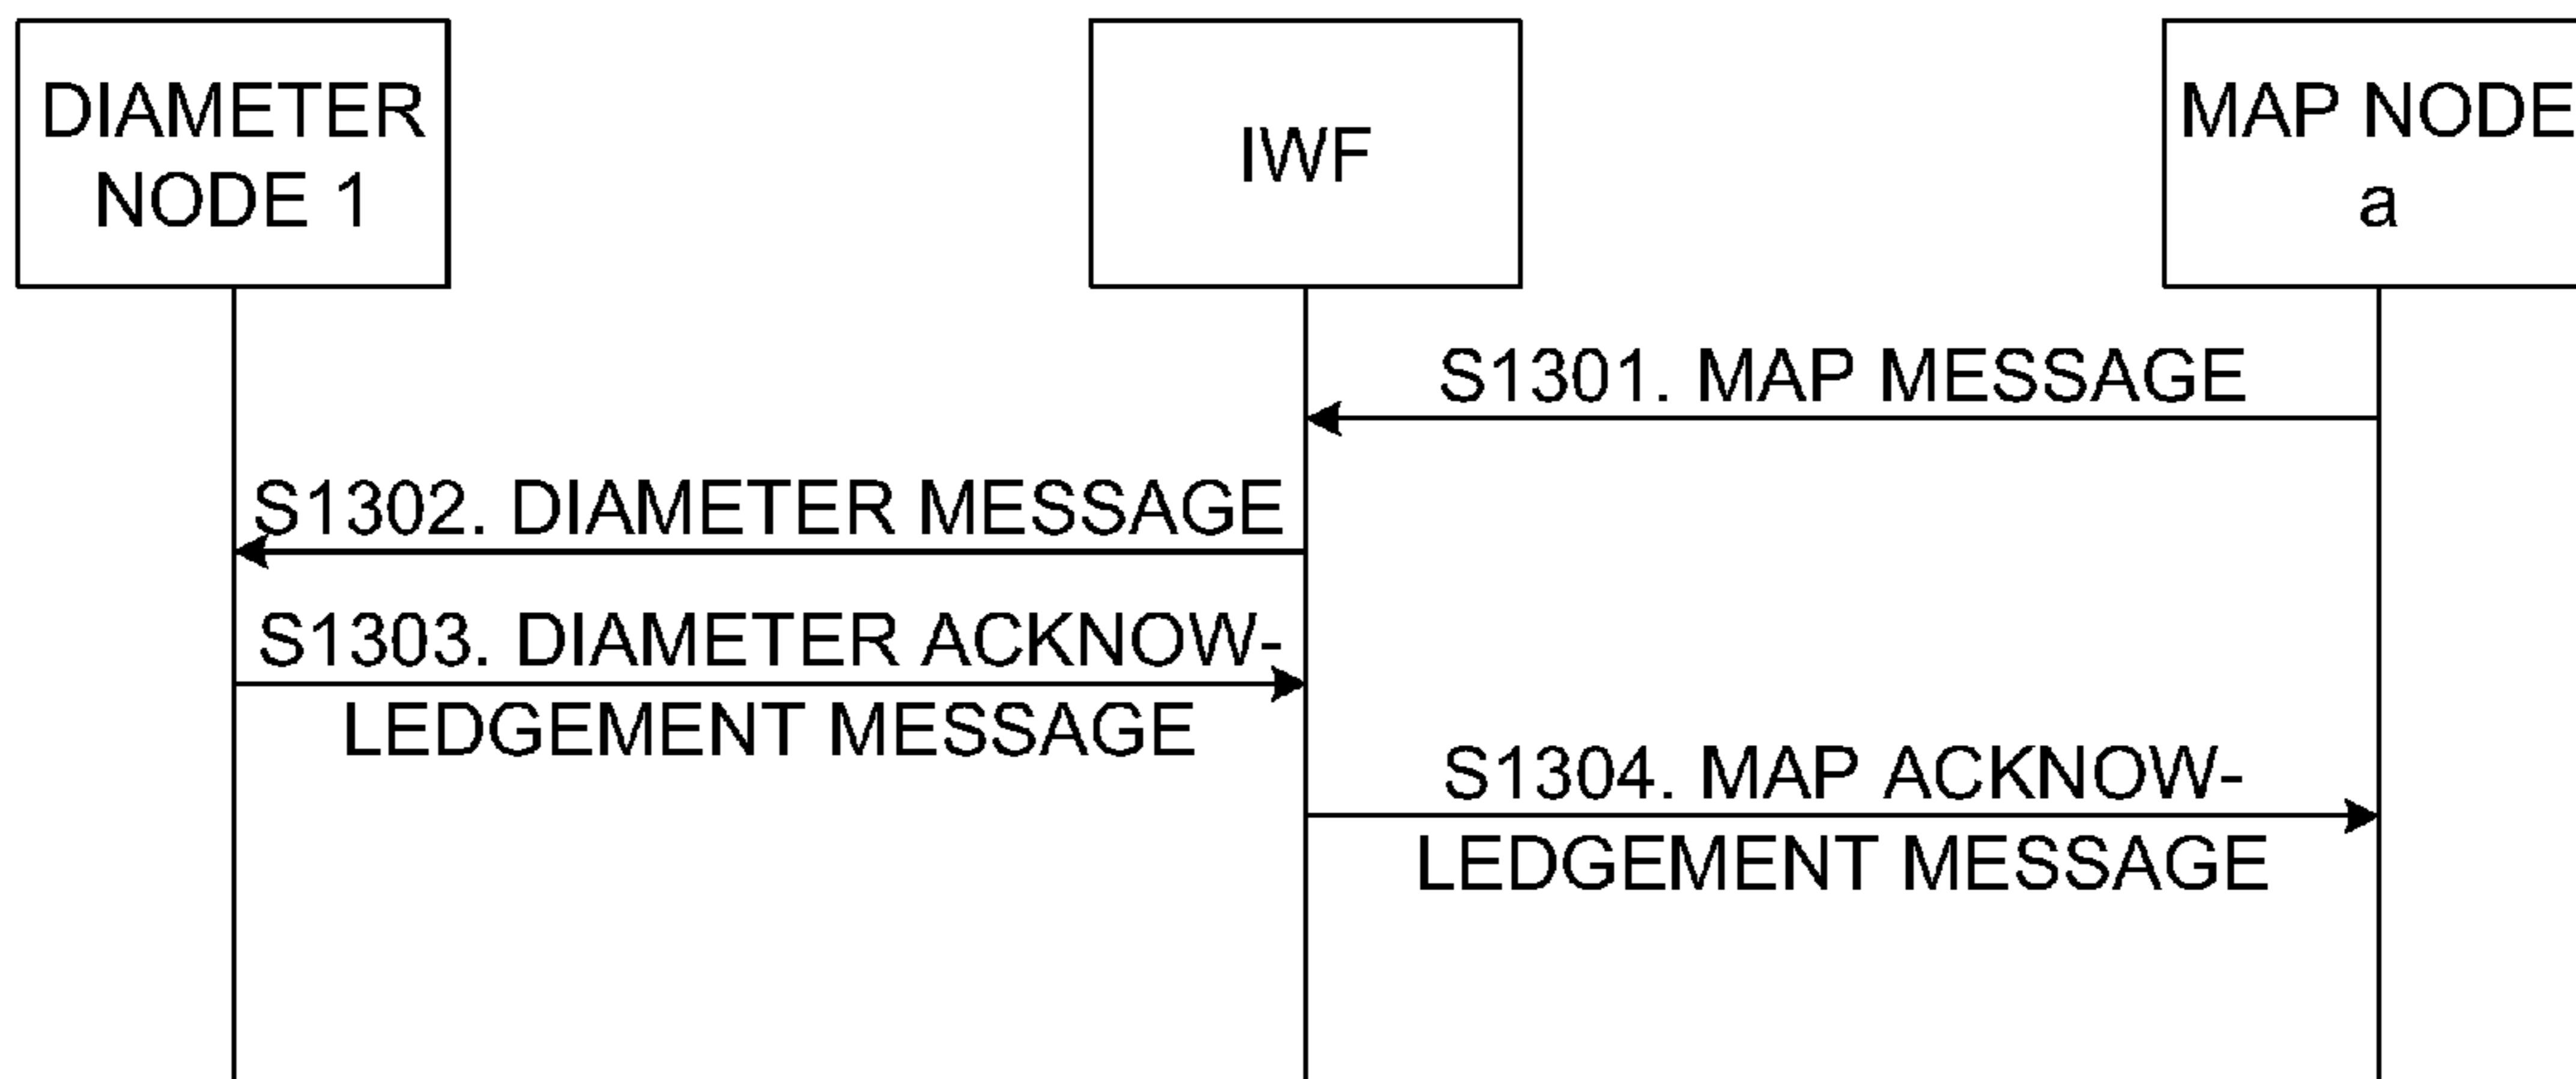 DIAMETER
NODE 1
IWF
MAP NODE
a
S1301. MAP MESSAGE
S1302. DIAMETER MESSAGE
S1303. DIAMETER ACKNOW-
LEDGEMENT MESSAGE
S1304. MAP ACKNOW-
LEDGEMENT MESSAGE